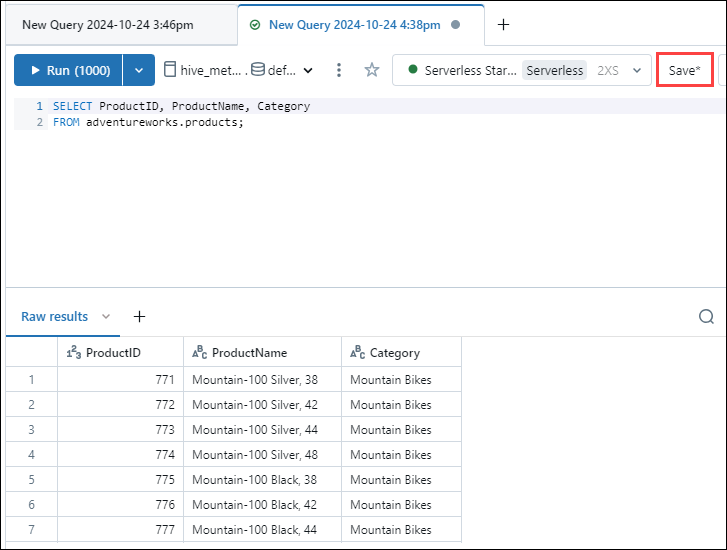 New Query 2024-10-24 3:46pm New Query 2024-10-24 4:38pm +
Run (1000) hive_met... . def... Serverless Star... Serverless 2XS Save*
1 SELECT ProductID, ProductName, Category
2 FROM adventureworks.products;
Raw results +
123 ProductID ABC ProductName ABC Category
1 771 Mountain-100 Silver, 38 Mountain Bikes
2 772 Mountain-100 Silver, 42 Mountain Bikes
3 773 Mountain-100 Silver, 44 Mountain Bikes
4 774 Mountain-100 Silver, 48 Mountain Bikes
5 775 Mountain-100 Black, 38 Mountain Bikes
6 776 Mountain-100 Black, 42 Mountain Bikes
7 777 Mountain-100 Black, 44 Mountain Bikes